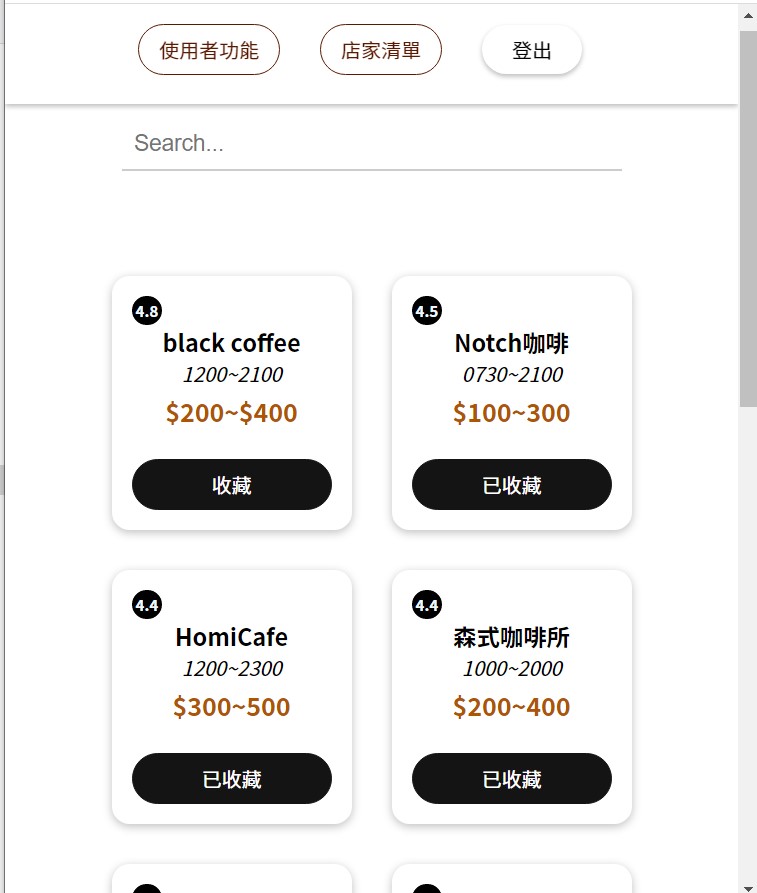 使用者功能
店家清單
登出
Search...
4.8
black coffee
1200~2100
$200~$400
收藏
4.5
Notch咖啡
0730~2100
$100~300
已收藏
4.4
HomiCafe
1200~2300
$300~500
已收藏
4.4
森式咖啡所
1000~2000
$200~400
已收藏